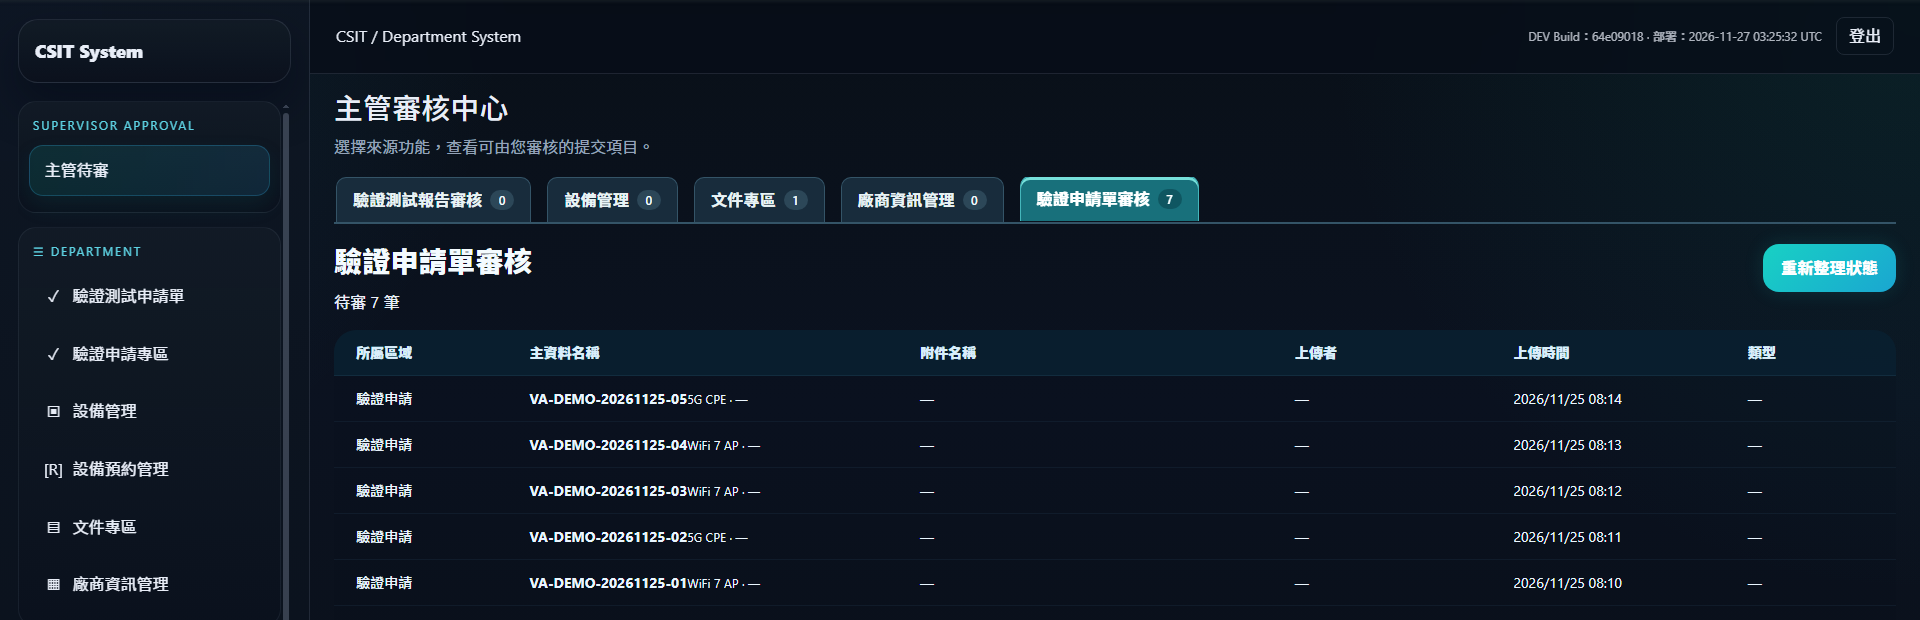 CSIT System
SUPERVISOR APPROVAL
主管待審
☰ DEPARTMENT
✓ 驗證測試申請單
✓ 驗證申請專區
▣ 設備管理
[R] 設備預約管理
▤ 文件專區
▦ 廠商資訊管理
CSIT / Department System
DEV Build：64e09018 · 部署：2026-11-27 03:25:32 UTC
登出
主管審核中心
選擇來源功能，查看可由您審核的提交項目。
驗證測試報告審核 0 設備管理 0 文件專區 1 廠商資訊管理 0 驗證申請單審核 7
驗證申請單審核
重新整理狀態
待審 7 筆
所屬區域 主資料名稱 附件名稱 上傳者 上傳時間 類型
驗證申請 VA-DEMO-20261125-055G CPE · — — — 2026/11/25 08:14 —
驗證申請 VA-DEMO-20261125-04WiFi 7 AP · — — — 2026/11/25 08:13 —
驗證申請 VA-DEMO-20261125-03WiFi 7 AP · — — — 2026/11/25 08:12 —
驗證申請 VA-DEMO-20261125-025G CPE · — — — 2026/11/25 08:11 —
驗證申請 VA-DEMO-20261125-01WiFi 7 AP · — — — 2026/11/25 08:10 —